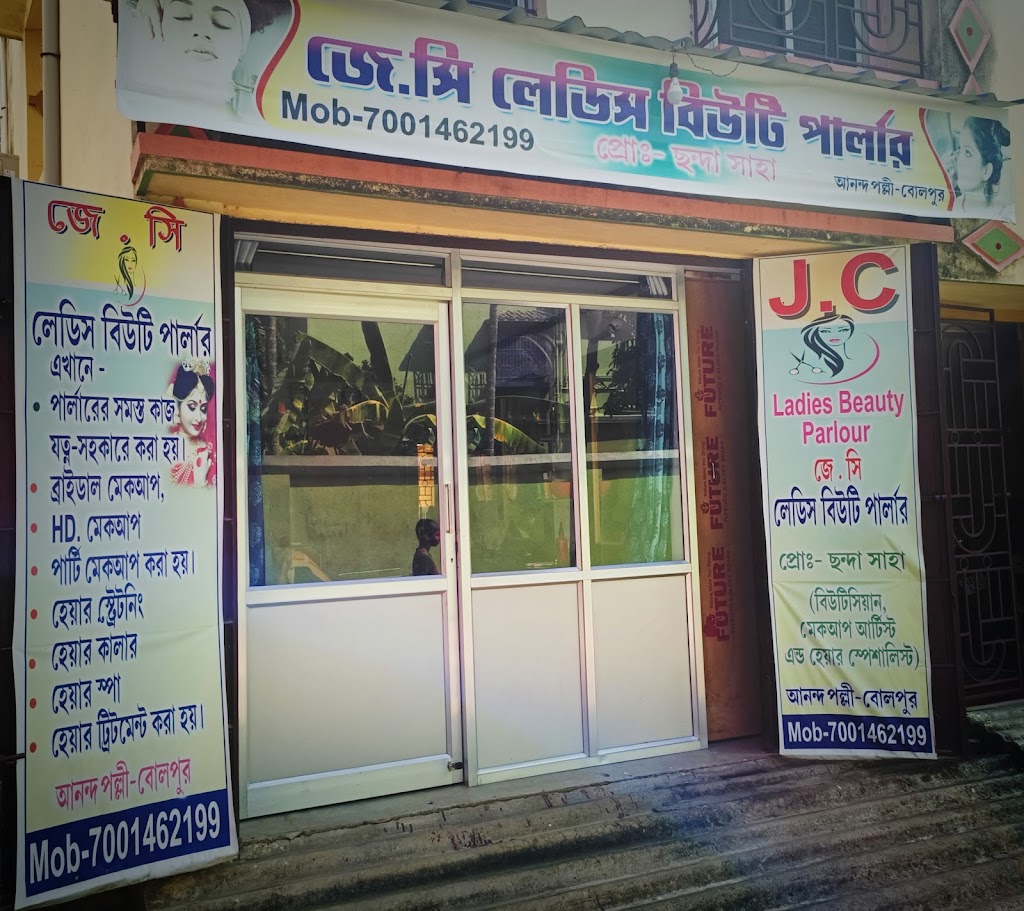 জে.সি লেডিস বিউটি পার্লার
Mob-7001462199
প্রোঃ- ছন্দা সাহা
আনন্দ পল্লী-বোলপুর
জে . সি
লেডিস বিউটি পার্লার
এখানে -
• পার্লারের সমস্ত কাজ
যত্ন-সহকারে করা হয়।
• ব্রাইডাল মেকআপ,
• HD. মেকআপ
• পার্টি মেকআপ করা হয়।
• হেয়ার স্ট্রেটনিং
• হেয়ার কালার
• হেয়ার স্পা
• হেয়ার ট্রিটমেন্ট করা হয়।
আনন্দ পল্লী-বোলপুর
Mob-7001462199
FUTURE
FUTURE
FUTURE
J.C
Ladies Beauty
Parlour
জে . সি
লেডিস বিউটি পার্লার
প্রোঃ- ছন্দা সাহা
(বিউটিসিয়ান,
মেকআপ আর্টিস্ট
এন্ড হেয়ার স্পেশালিস্ট)
আনন্দ পল্লী-বোলপুর
Mob-7001462199